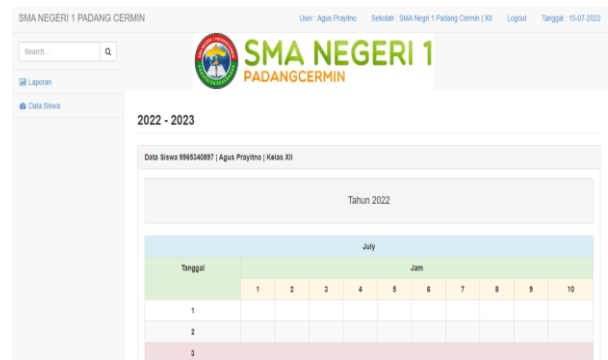 SMA NEGERI 1 PADANG CERMIN
User : Agus Prayitno Sekolah : SMA Negri 1 Padang Cermin | XII Logout Tanggal : 15-07-2022
Search...
SMA NEGERI 1
PADANGCERMIN
Laporan
Data Siswa
2022 - 2023
Data Siswa 9965340897 | Agus Prayitno | Kelas XII
Tahun 2022
July
Tanggal Jam
1 2 3 4 5 6 7 8 9 10
1
2
3